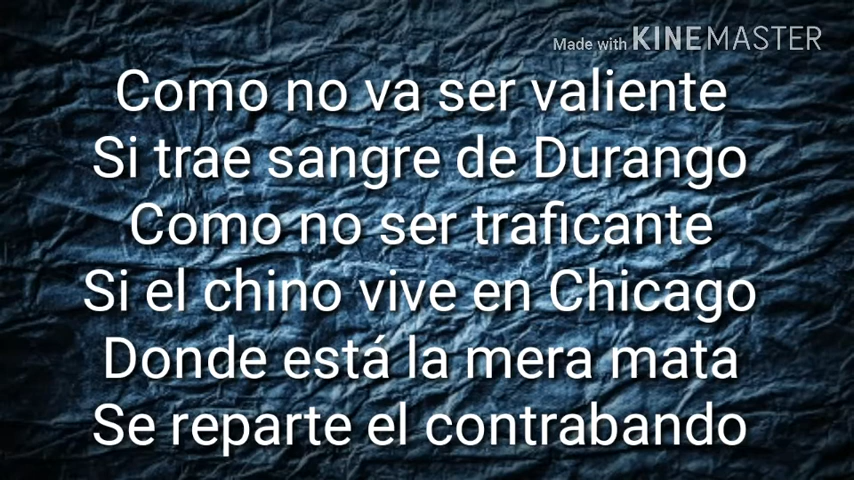 Made with KINEMASTER
Como no va ser valiente
Si trae sangre de Durango
Como no ser traficante
Si el chino vive en Chicago
Donde está la mera mata
Se reparte el contrabando